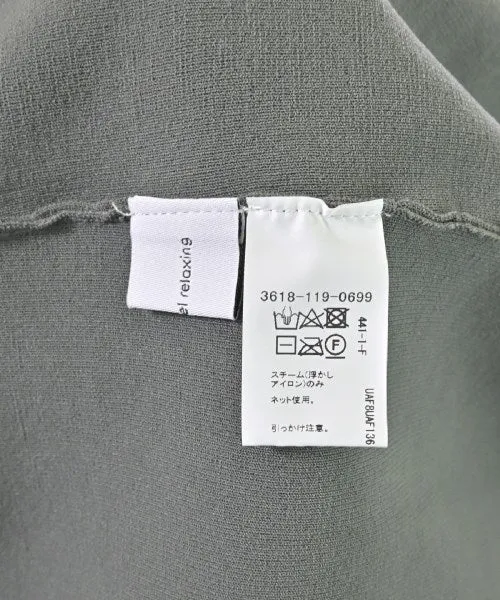 el relaxing
3618-119-0699
441-1-F
スチーム(浮かし
アイロン)のみ
ネット使用。
引っかけ注意。
UAF8UAF136